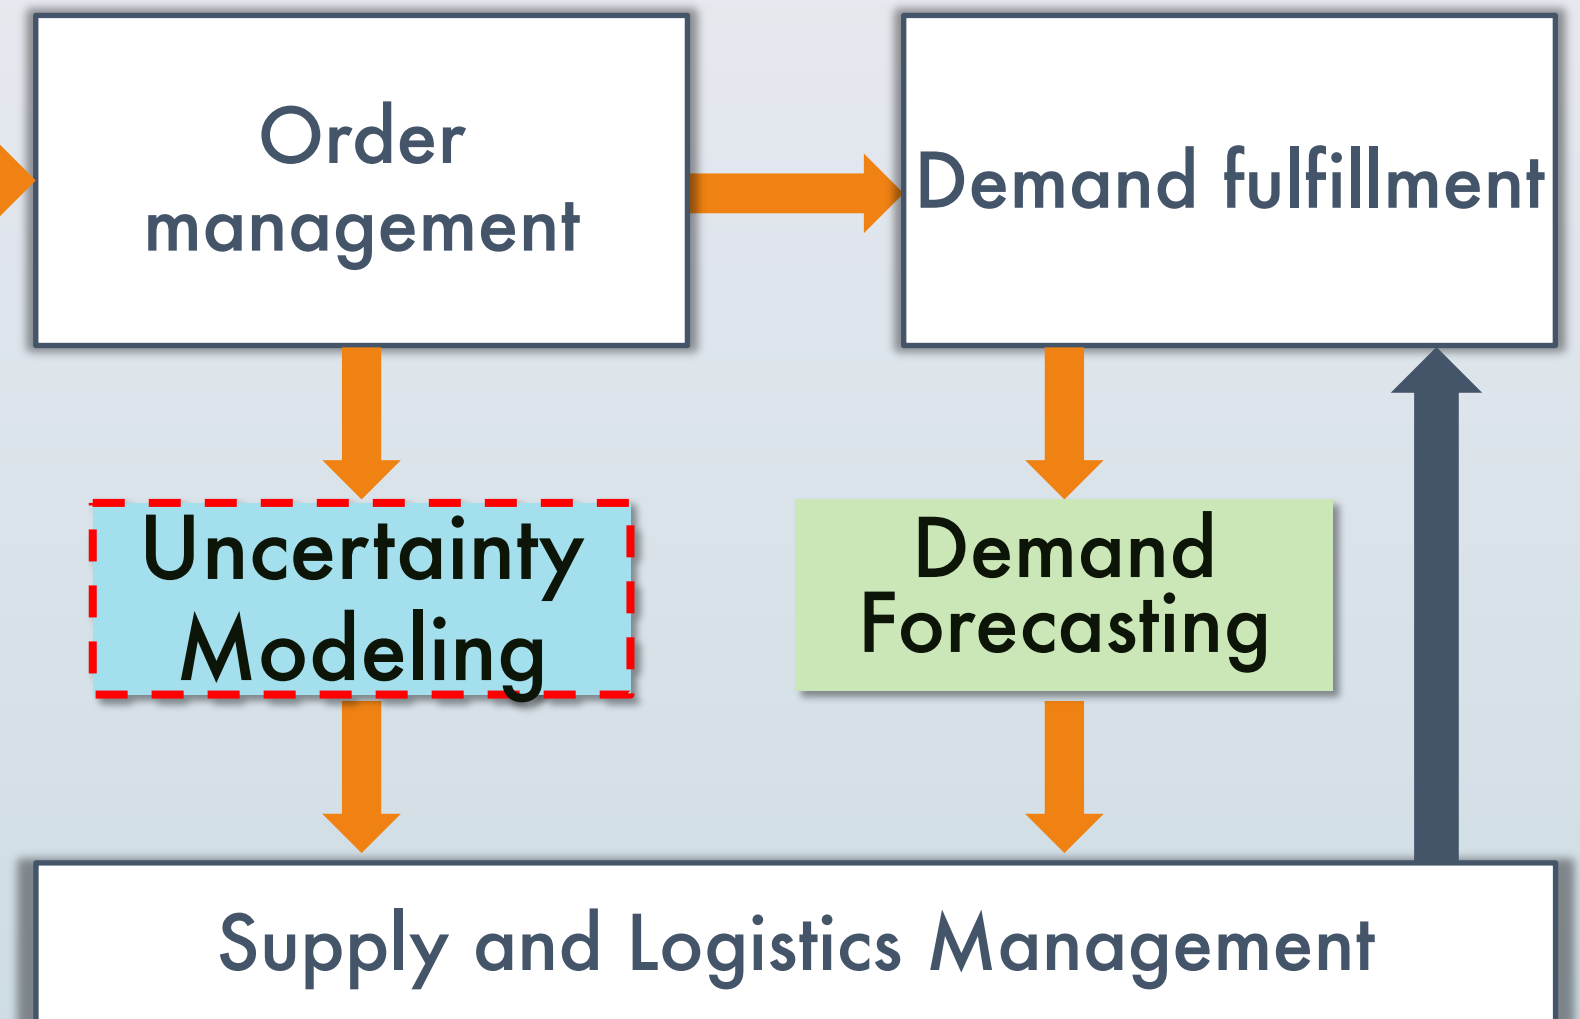 Order
management
Demand fulfillment
Uncertainty
Modeling
Demand
Forecasting
Supply and Logistics Management